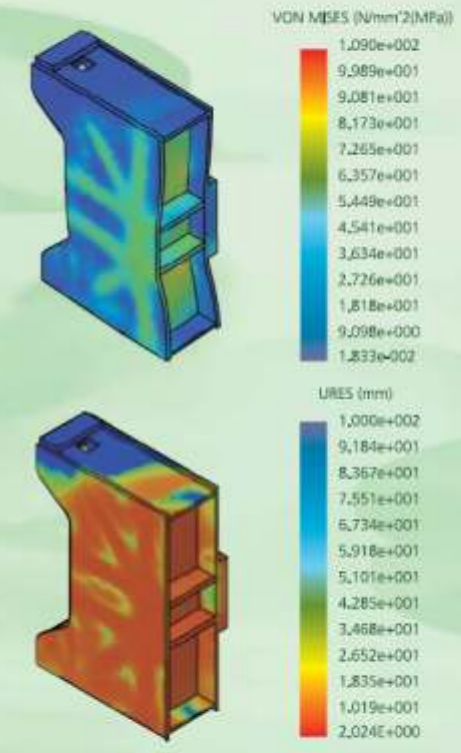 VON MISES (N/mm^2(MPa))
1.090e+002
9.989e+001
9.081e+001
8.173e+001
7.265e+001
6.357e+001
5.449e+001
4.541e+001
3,634e+001
2.726e+001
1,818e+001
9.098e+000
1.833e-002
URES (mm)
1.000e+002
9.184e+001
8.367e+001
7.551e+001
6.734e+001
5.918e+001
5.101e+001
4.285e+001
3.468e+001
2.652e+001
1.835e+001
1.019e+001
2,024E+000